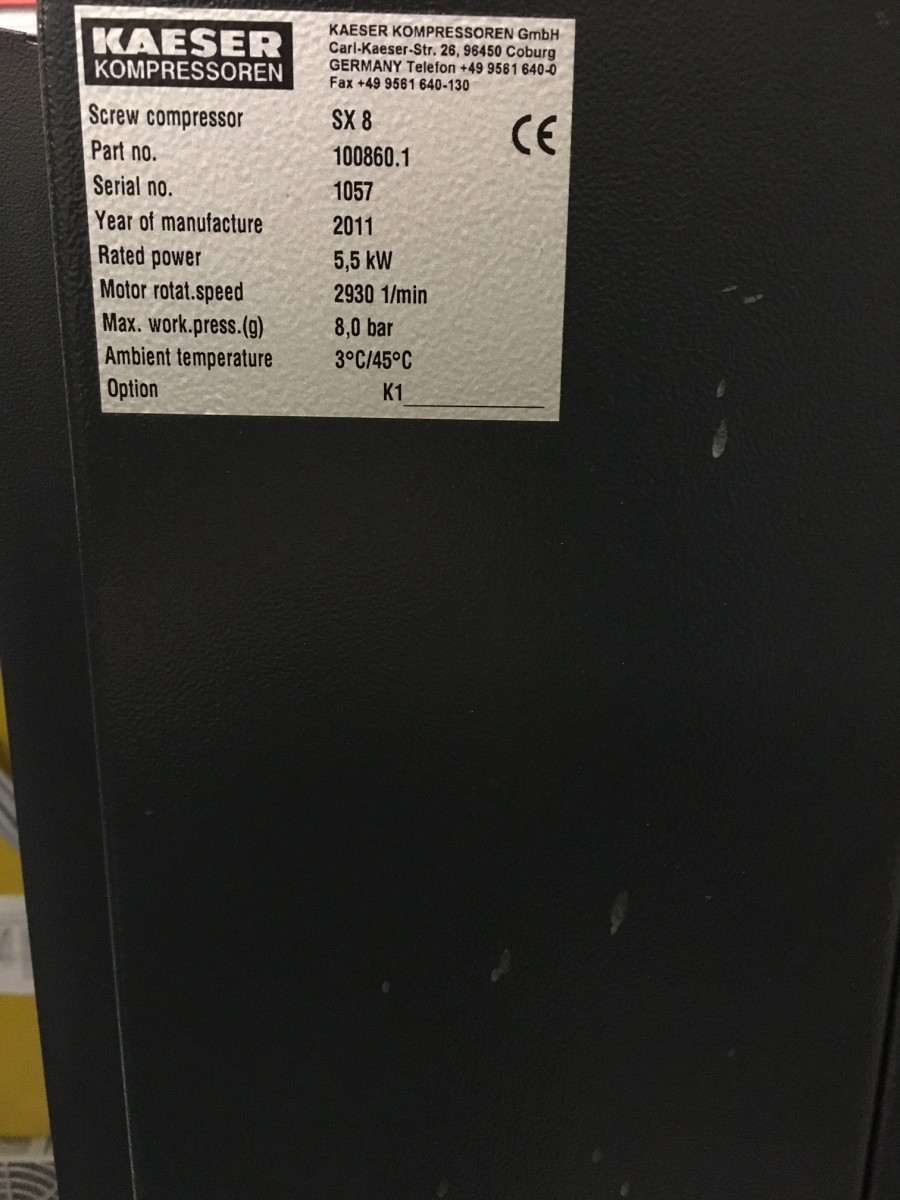 KAESER
KOMPRESSOREN
KAESER KOMPRESSOREN GmbH
Carl-Kaeser-Str. 26, 96450 Coburg
GERMANY Telefon +49 9561 640-0
Fax +49 9561 640-130
CE
Screw compressor SX 8
Part no. 100860.1
Serial no. 1057
Year of manufacture 2011
Rated power 5,5 kW
Motor rotat.speed 2930 1/min
Max. work.press.(g) 8,0 bar
Ambient temperature 3°C/45°C
Option K1